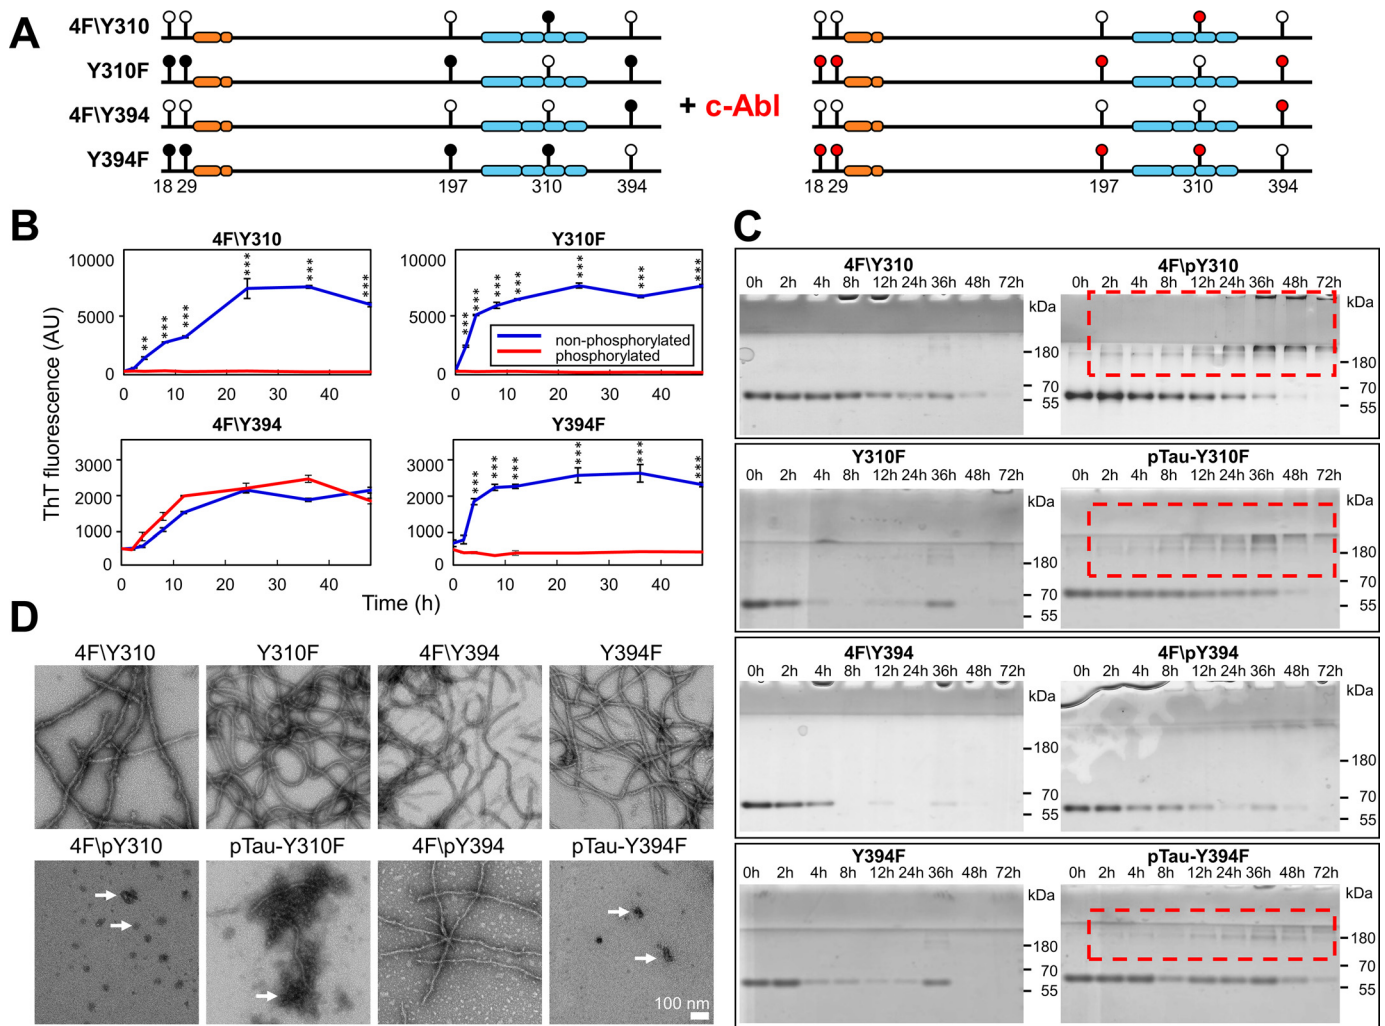 A
4F\Y310
Y310F
4F\Y394
Y394F
18 29 197 310 394
+ c-Abl
18 29 197 310 394
B
ThT fluorescence (AU)
4F\Y310
10000
5000
0
0 10 20 30 40
** *** *** *** *** ***
Y310F
10000
5000
0
0 10 20 30 40
*** *** *** *** *** *** ***
non-phosphorylated
phosphorylated
4F\Y394
3000
2000
1000
0
0 10 20 30 40
Y394F
3000
2000
1000
0
0 10 20 30 40
*** *** *** *** *** ***
Time (h)
C
4F\Y310
0h 2h 4h 8h 12h 24h 36h 48h 72h
kDa
180
70
55
4F\pY310
0h 2h 4h 8h 12h 24h 36h 48h 72h
kDa
180
70
55
Y310F
0h 2h 4h 8h 12h 24h 36h 48h 72h
kDa
180
70
55
pTau-Y310F
0h 2h 4h 8h 12h 24h 36h 48h 72h
kDa
180
70
55
4F\Y394
0h 2h 4h 8h 12h 24h 36h 48h 72h
kDa
180
70
55
4F\pY394
0h 2h 4h 8h 12h 24h 36h 48h 72h
kDa
180
70
55
Y394F
0h 2h 4h 8h 12h 24h 36h 48h 72h
kDa
180
70
55
pTau-Y394F
0h 2h 4h 8h 12h 24h 36h 48h 72h
kDa
180
70
55
D
4F\Y310 Y310F 4F\Y394 Y394F
4F\pY310 pTau-Y310F 4F\pY394 pTau-Y394F
100 nm